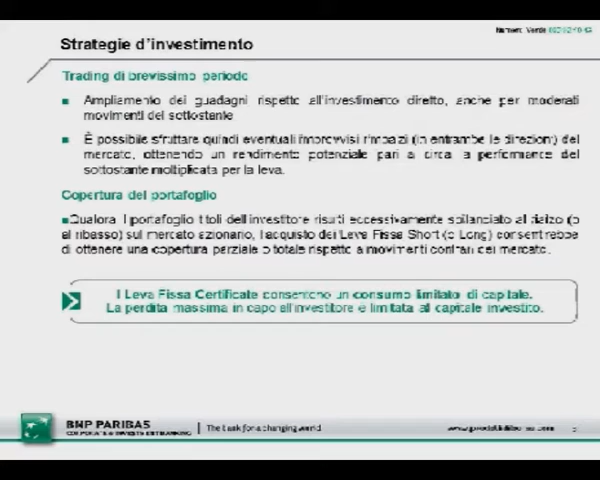 Numero Verde
Strategie d'investimento
Trading di brevissimo periodo
Ampliamento dei guadagni rispetto all'investimento diretto, anche per moderati
movimenti del sottostante
È possibile sfruttare quindi eventuali improvvisi rimbalzi (in entrambe le direzioni) del
mercato, ottenendo un rendimento potenziale pari a circa la performance del
sottostante moltiplicata per la leva.
Copertura del portafoglio
Qualora il portafoglio titoli dell'investitore risulti eccessivamente sbilanciato al rialzo (o
al ribasso) sul mercato azionario, l'acquisto dei Leva Fissa Short (o Long) consentirebbe
di ottenere una copertura parziale o totale rispetto a movimenti contrari del mercato.
I Leva Fissa Certificate consentono un consumo limitato di capitale.
La perdita massima in capo all'investitore è limitata al capitale investito.
BNP PARIBAS
CORPORATE & INVESTMENT BANKING
The bank for a changing world